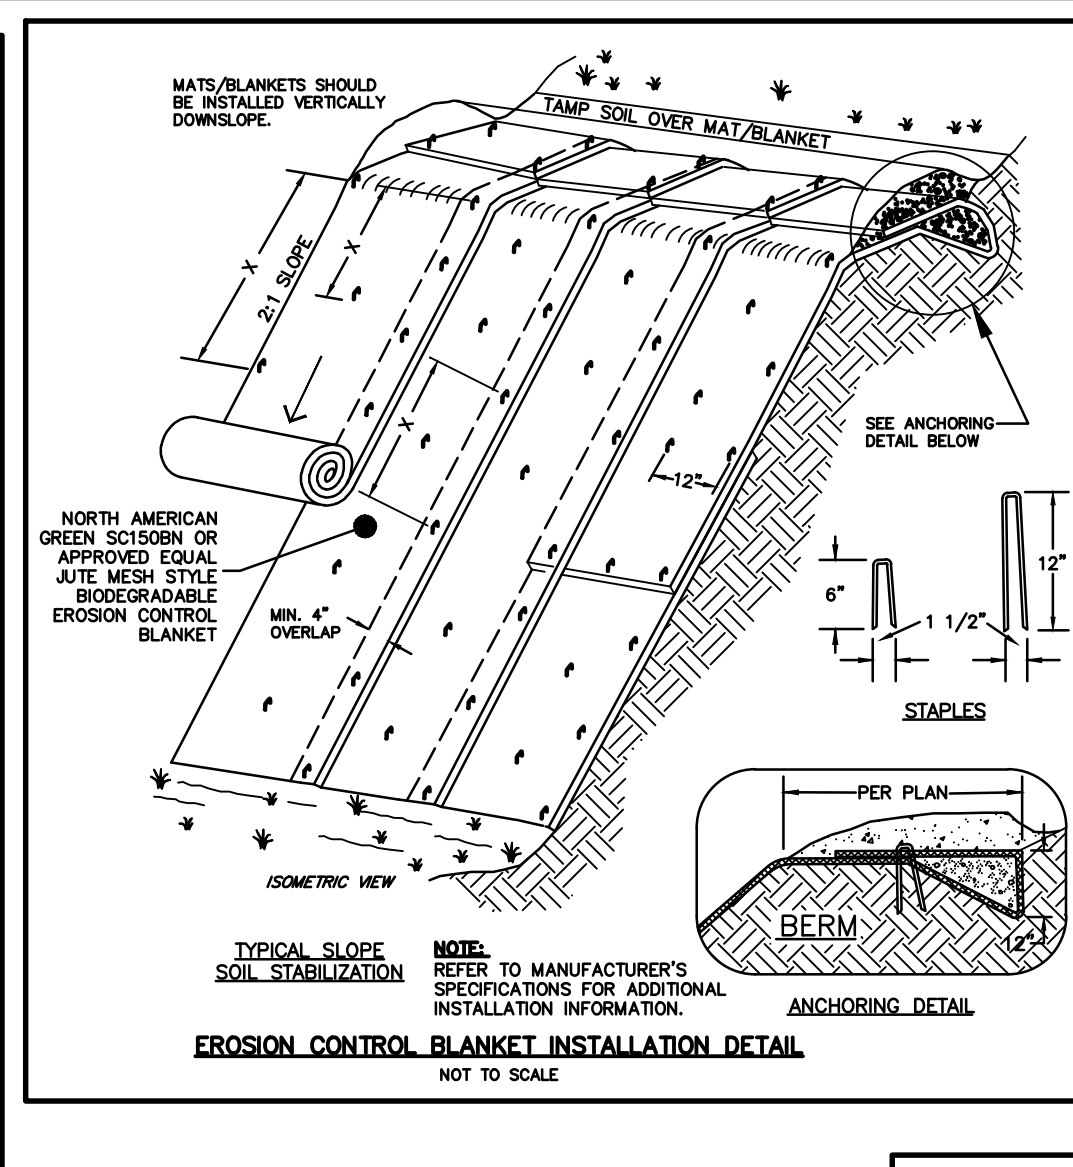 MATS/BLANKETS SHOULD
BE INSTALLED VERTICALLY
DOWNSLOPE.
TAMP SOIL OVER MAT/BLANKET
X
2:1 SLOPE
X
X
SEE ANCHORING
DETAIL BELOW
12"
NORTH AMERICAN
GREEN SC150BN OR
APPROVED EQUAL
JUTE MESH STYLE
BIODEGRADABLE
EROSION CONTROL
BLANKET
MIN. 4"
OVERLAP
6"
12"
1 1/2"
STAPLES
ISOMETRIC VIEW
PER PLAN
BERM
12"
ANCHORING DETAIL
TYPICAL SLOPE
SOIL STABILIZATION
NOTE:
REFER TO MANUFACTURER'S
SPECIFICATIONS FOR ADDITIONAL
INSTALLATION INFORMATION.
EROSION CONTROL BLANKET INSTALLATION DETAIL
NOT TO SCALE